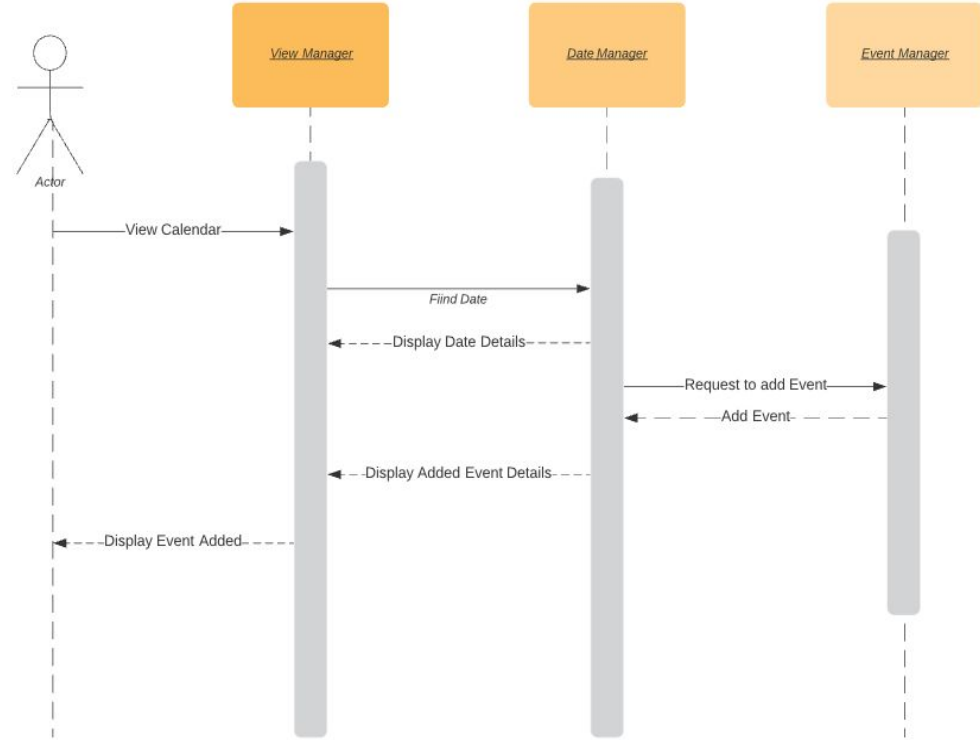 View Manager
Date Manager
Event Manager
Actor
View Calendar
Fiind Date
Display Date Details
Request to add Event
Add Event
Display Added Event Details
Display Event Added